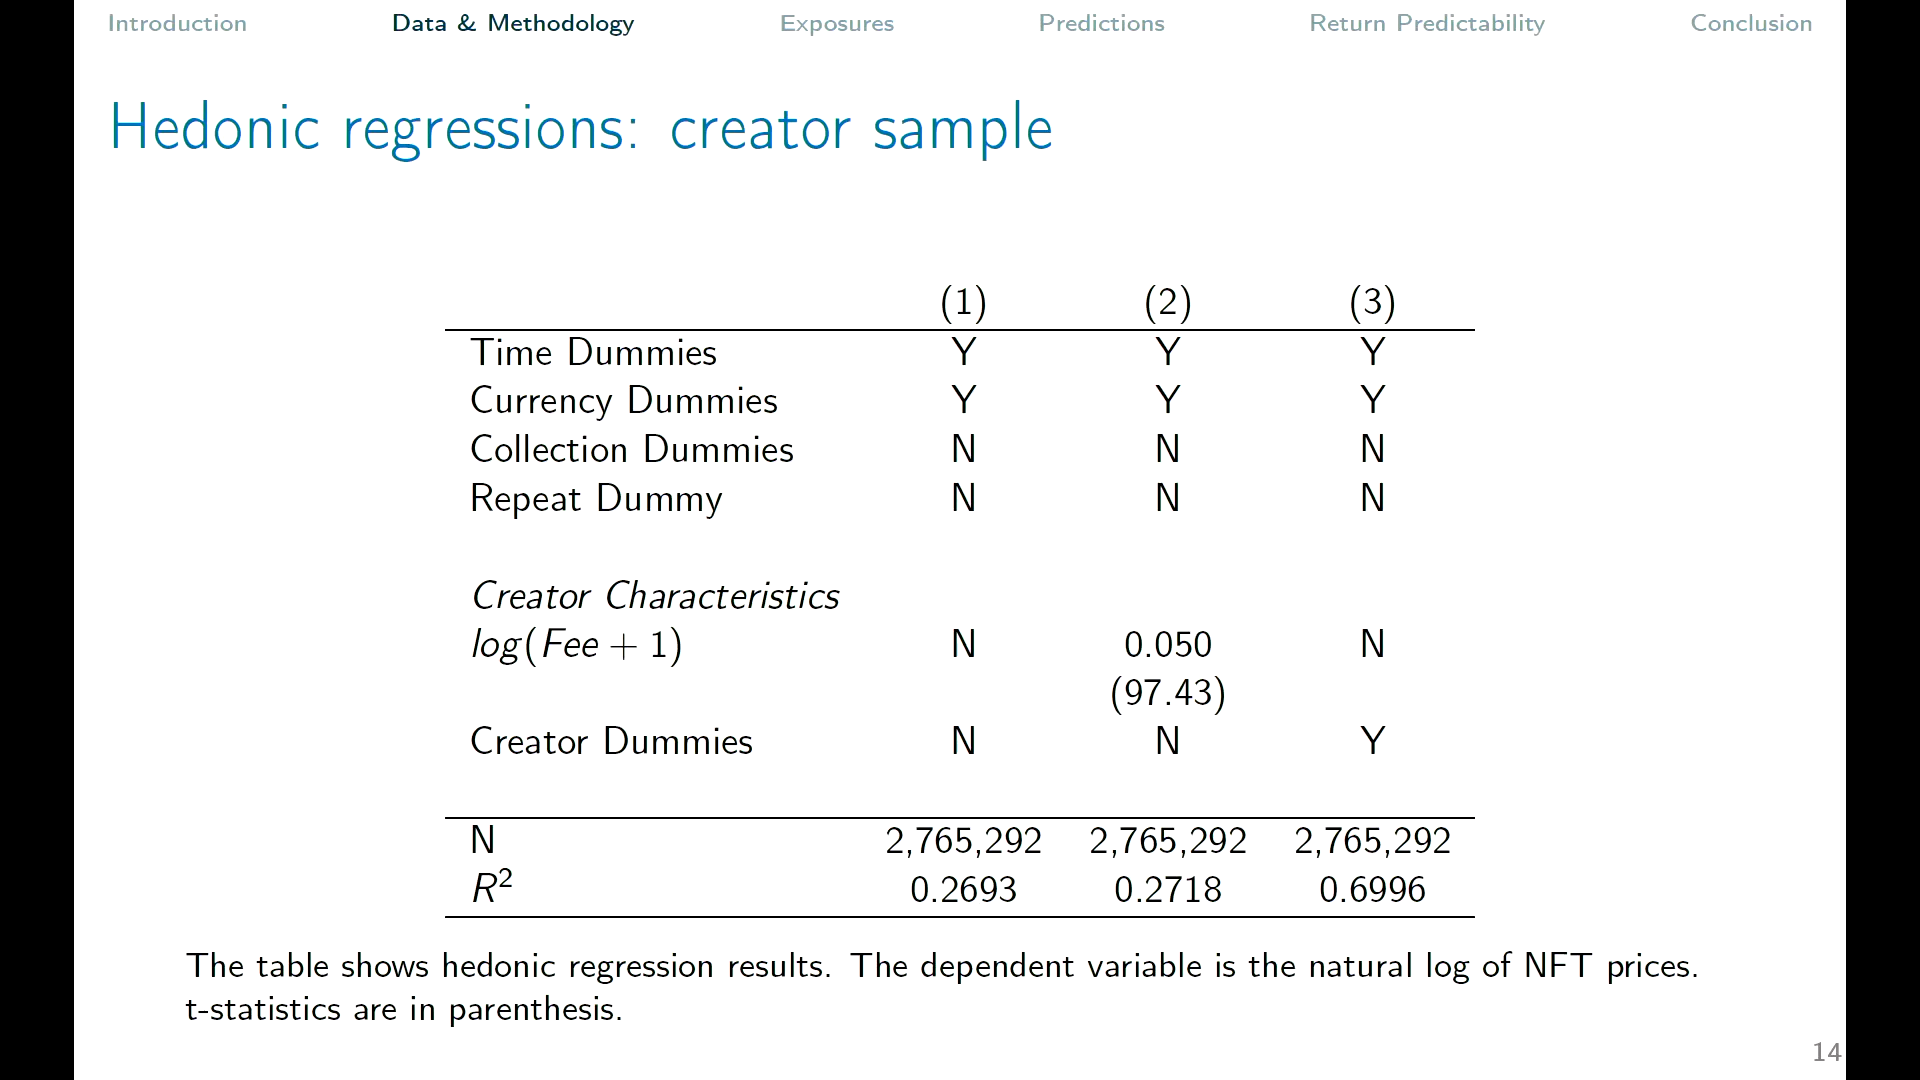 Introduction Data & Methodology Exposures Predictions Return Predictability Conclusion
Hedonic regressions: creator sample
(1) (2) (3)
Time Dummies Y Y Y
Currency Dummies Y Y Y
Collection Dummies N N N
Repeat Dummy N N N
Creator Characteristics
log(Fee + 1) N 0.050 N
(97.43)
Creator Dummies N N Y
N 2,765,292 2,765,292 2,765,292
R² 0.2693 0.2718 0.6996
The table shows hedonic regression results. The dependent variable is the natural log of NFT prices.
t-statistics are in parenthesis.
14